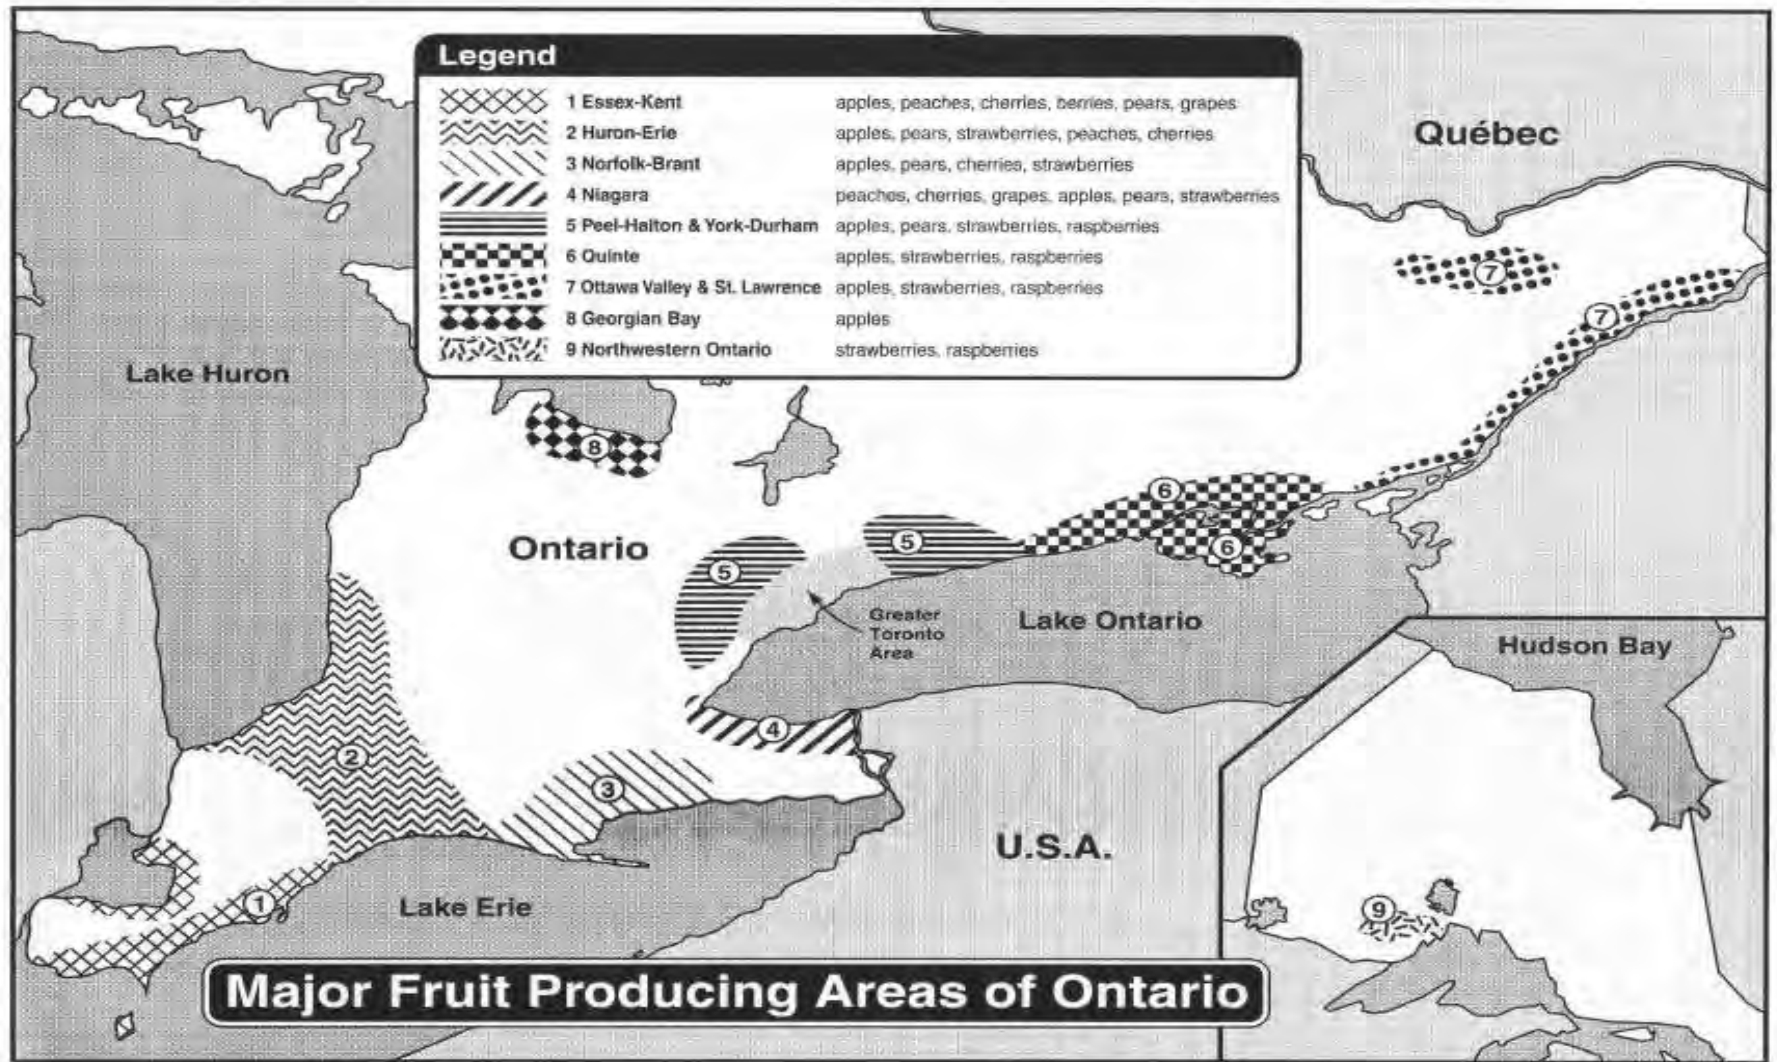 Legend
1 Essex-Kent apples, peaches, cherries, berries, pears, grapes
2 Huron-Erie apples, pears, strawberries, peaches, cherries
3 Norfolk-Brant apples, pears, cherries, strawberries
4 Niagara peaches, cherries, grapes, apples, pears, strawberries
5 Peel-Halton & York-Durham apples, pears, strawberries, raspberries
6 Quinte apples, strawberries, raspberries
7 Ottawa Valley & St. Lawrence apples, strawberries, raspberries
8 Georgian Bay apples
9 Northwestern Ontario strawberries, raspberries
Québec
7
7
Lake Huron
8
6
Ontario
5
6
5
Greater
Toronto
Area
Lake Ontario
Hudson Bay
4
2
3
U.S.A.
1
Lake Erie
9
Major Fruit Producing Areas of Ontario